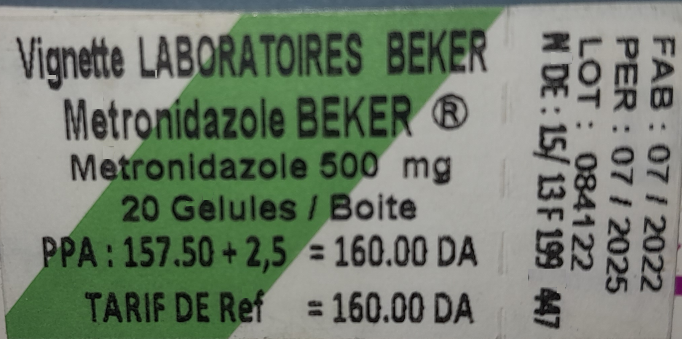 Vignette LABORATOIRES BEKER
Metronidazole BEKER ®
Metronidazole 500 mg
20 Gelules / Boite
PPA : 157.50 + 2,5 = 160.00 DA
TARIF DE Ref = 160.00 DA
FAB : 07 / 2022
PER : 07 / 2025
LOT : 084122
N DE : 15/ 13 F 199 447